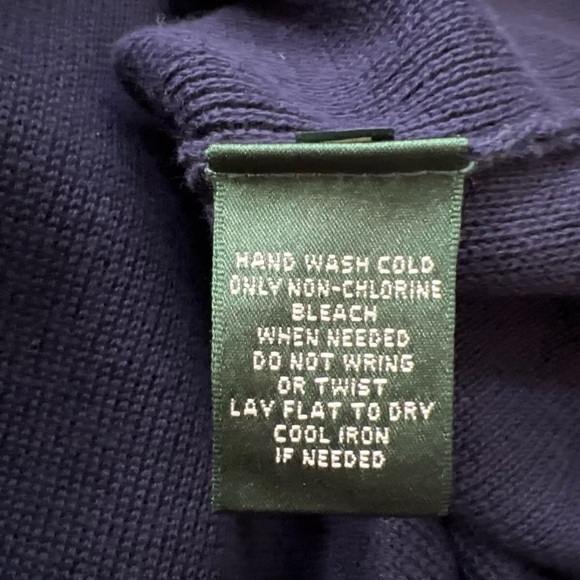 HAND WASH COLD
ONLY NON-CHLORINE
BLEACH
WHEN NEEDED
DO NOT WRING
OR TWIST
LAY FLAT TO DRY
COOL IRON
IF NEEDED